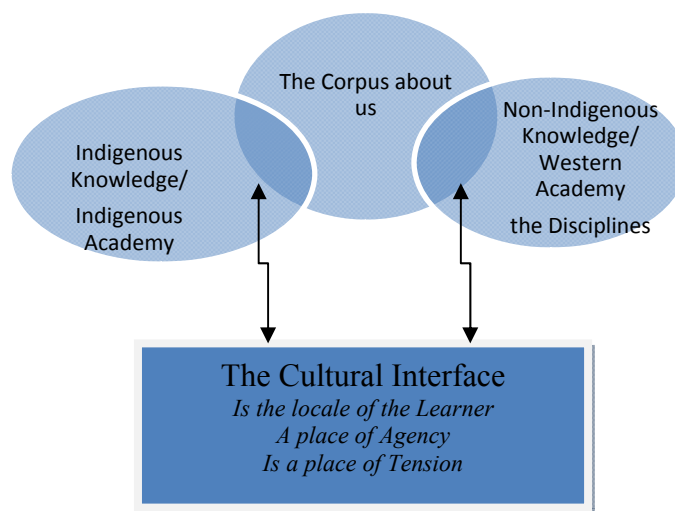 The Corpus about
us
Indigenous
Knowledge/
Indigenous
Academy
Non-Indigenous
Knowledge/
Western
Academy
the Disciplines
The Cultural Interface
Is the locale of the Learner
A place of Agency
Is a place of Tension